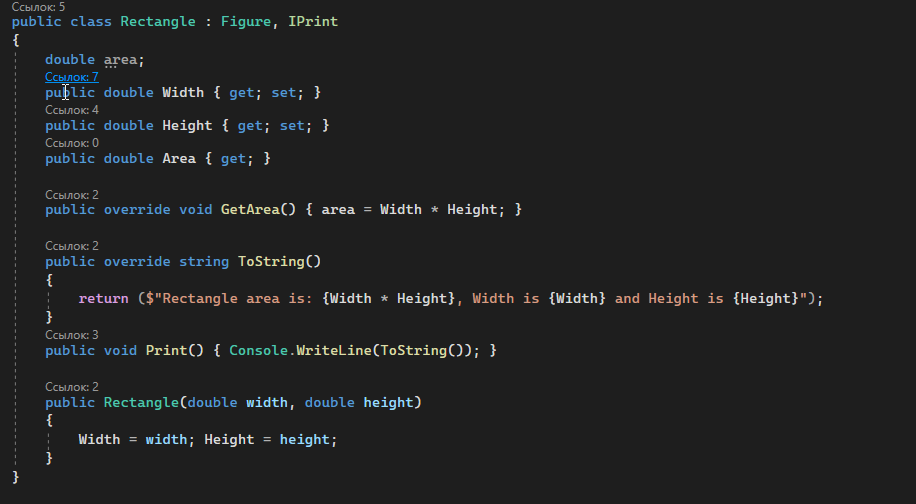 Ссылок: 5
public class Rectangle : Figure, IPrint
{
double area;
Ссылок: 7
public double Width { get; set; }
Ссылок: 4
public double Height { get; set; }
Ссылок: 0
public double Area { get; }
Ссылок: 2
public override void GetArea() { area = Width * Height; }
Ссылок: 2
public override string ToString()
{
return ($"Rectangle area is: {Width * Height}, Width is {Width} and Height is {Height}");
}
Ссылок: 3
public void Print() { Console.WriteLine(ToString()); }
Ссылок: 2
public Rectangle(double width, double height)
{
Width = width; Height = height;
}
}